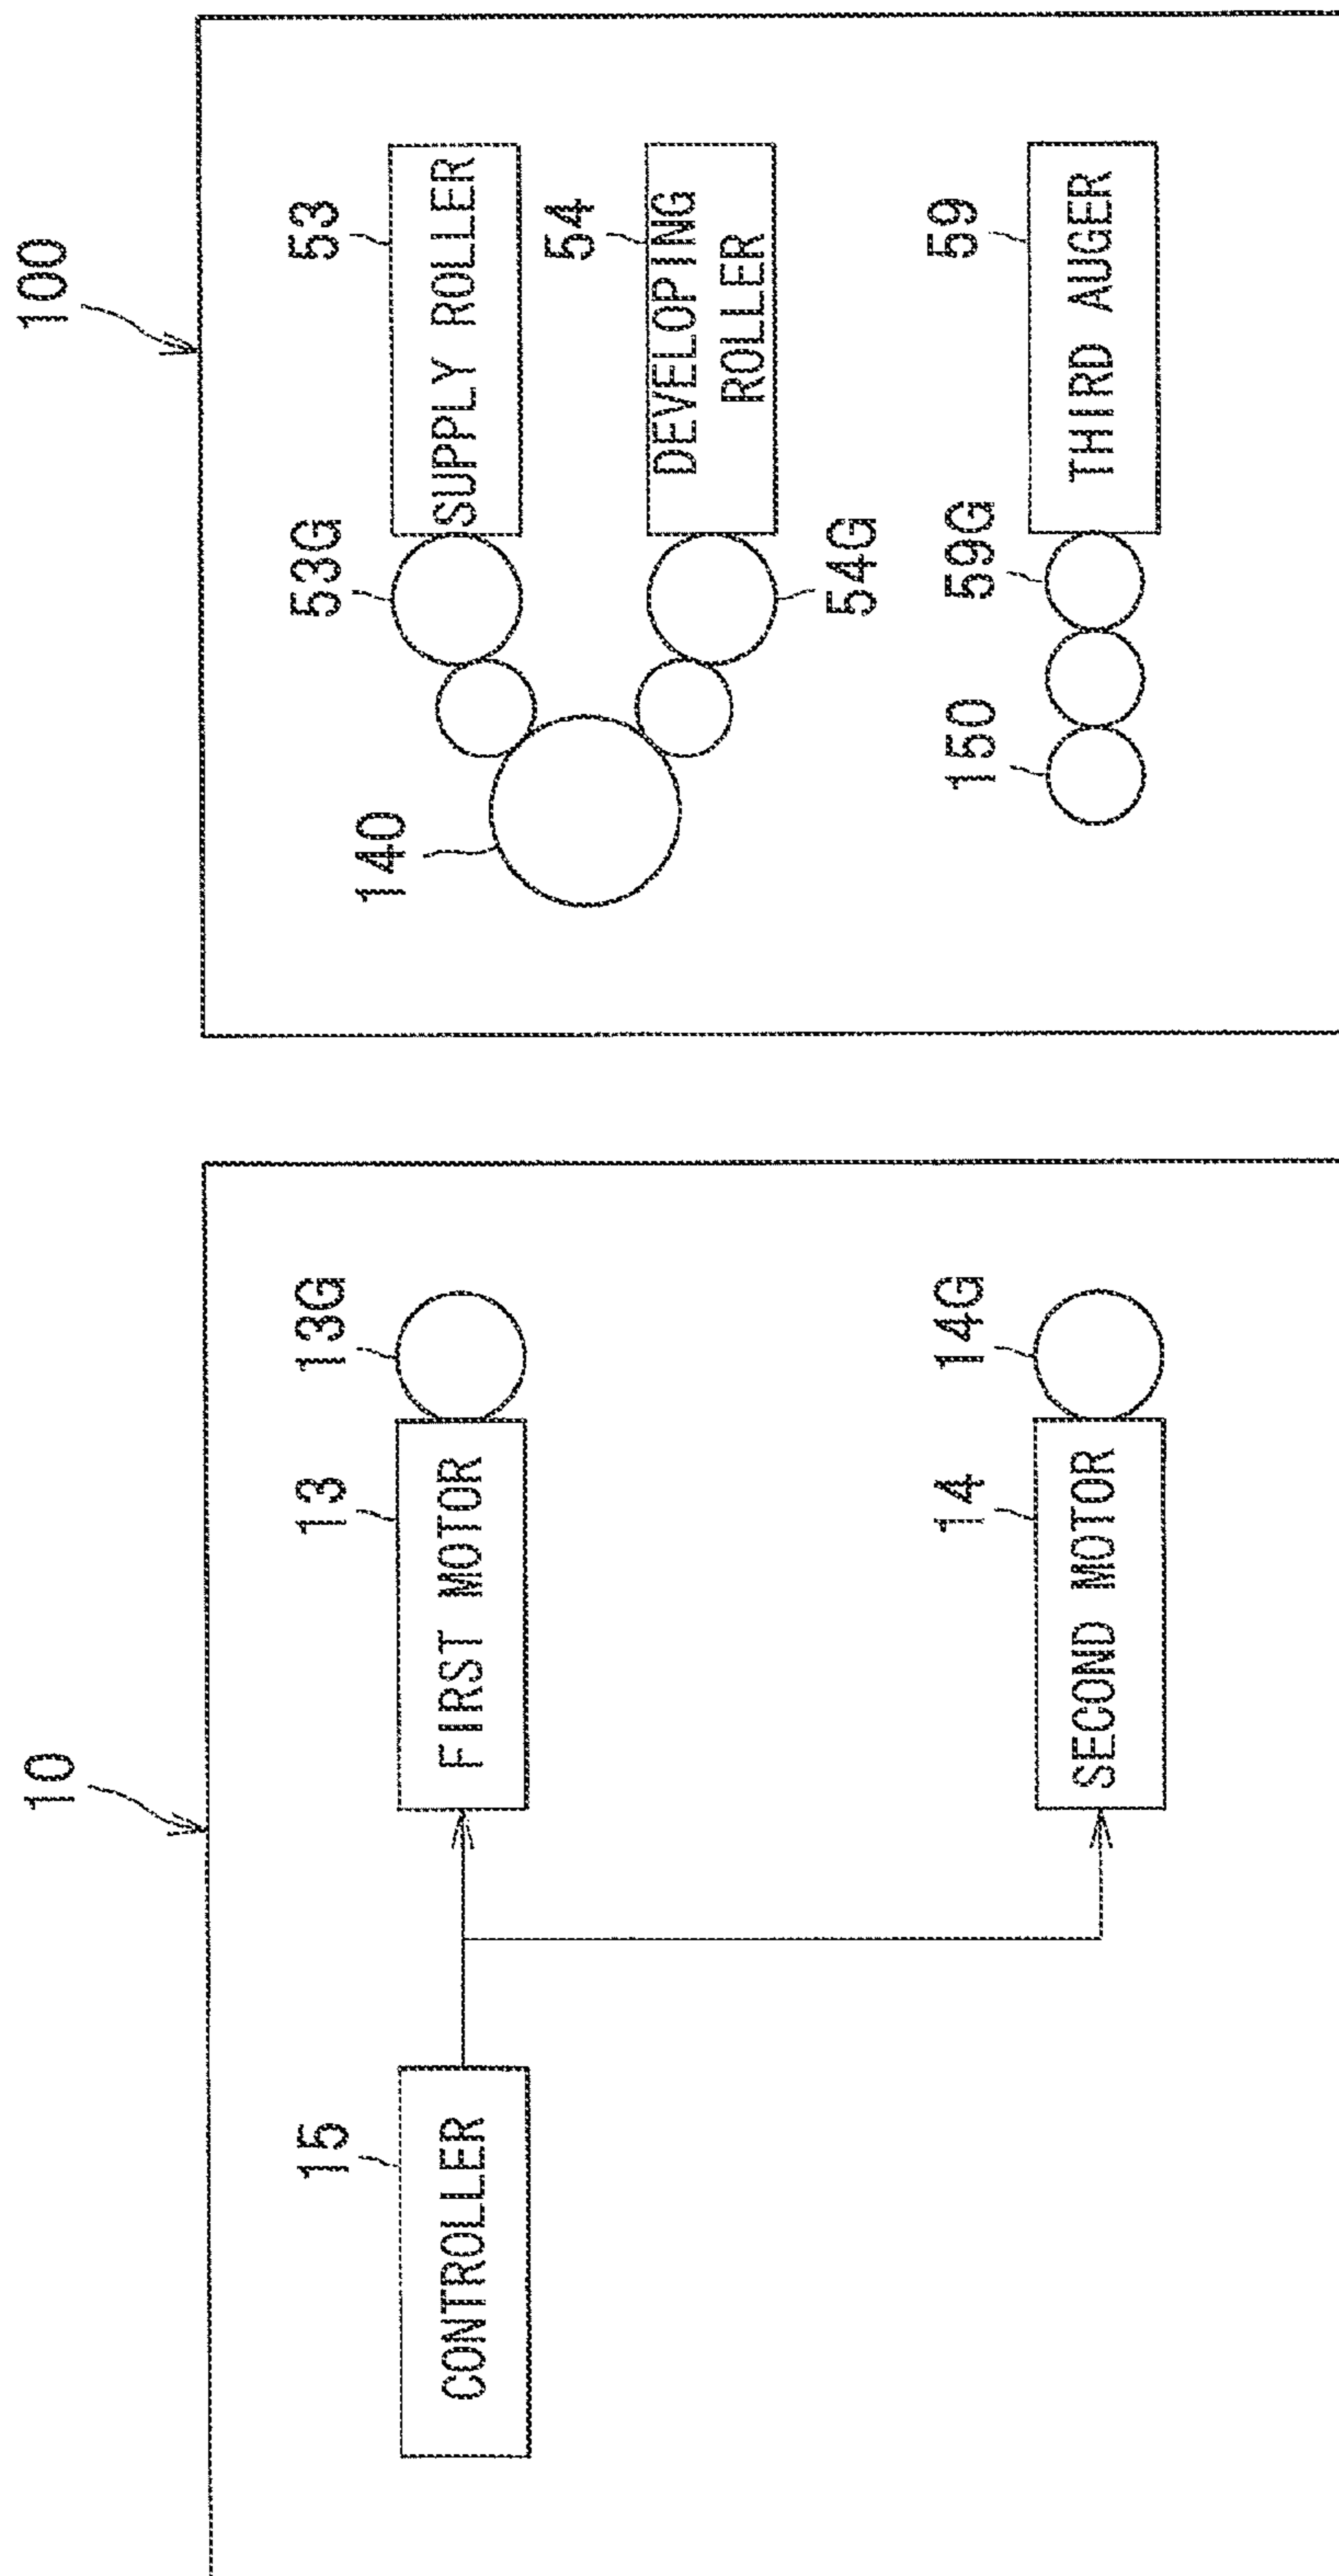 10
15
CONTROLLER
13
FIRST MOTOR
13G
14
SECOND MOTOR
14G
100
140
53G
53
SUPPLY ROLLER
54
DEVELOPING
ROLLER
54G
150
59G
59
THIRD AUGER